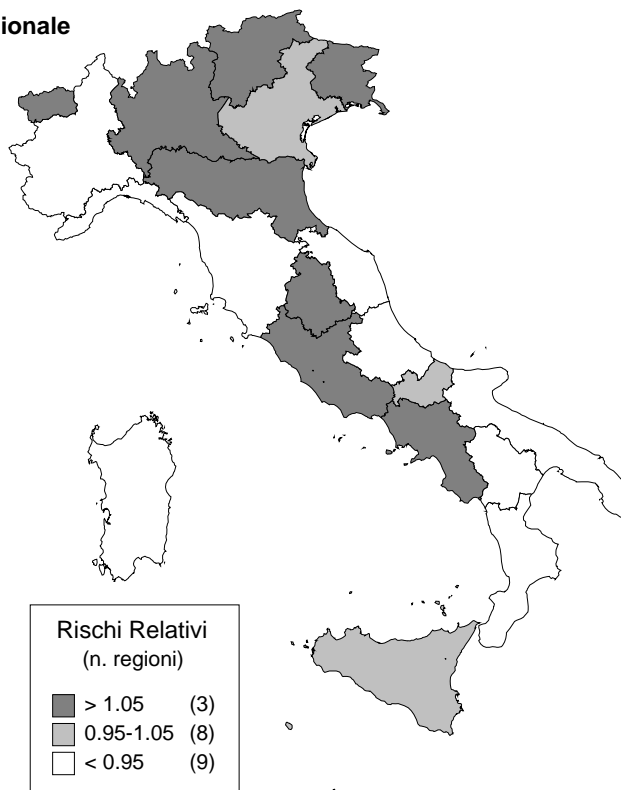 ionale
Rischi Relativi
(n. regioni)
> 1.05 (3)
0.95-1.05 (8)
< 0.95 (9)